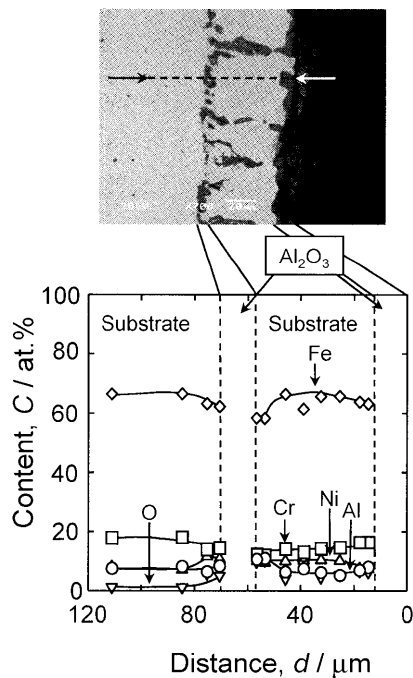 Al₂O₃
100
80
60
40
20
0
Content, C / at.%
Substrate
Substrate
Fe
O
Cr
Ni
Al
120
80
40
0
Distance, d / μm